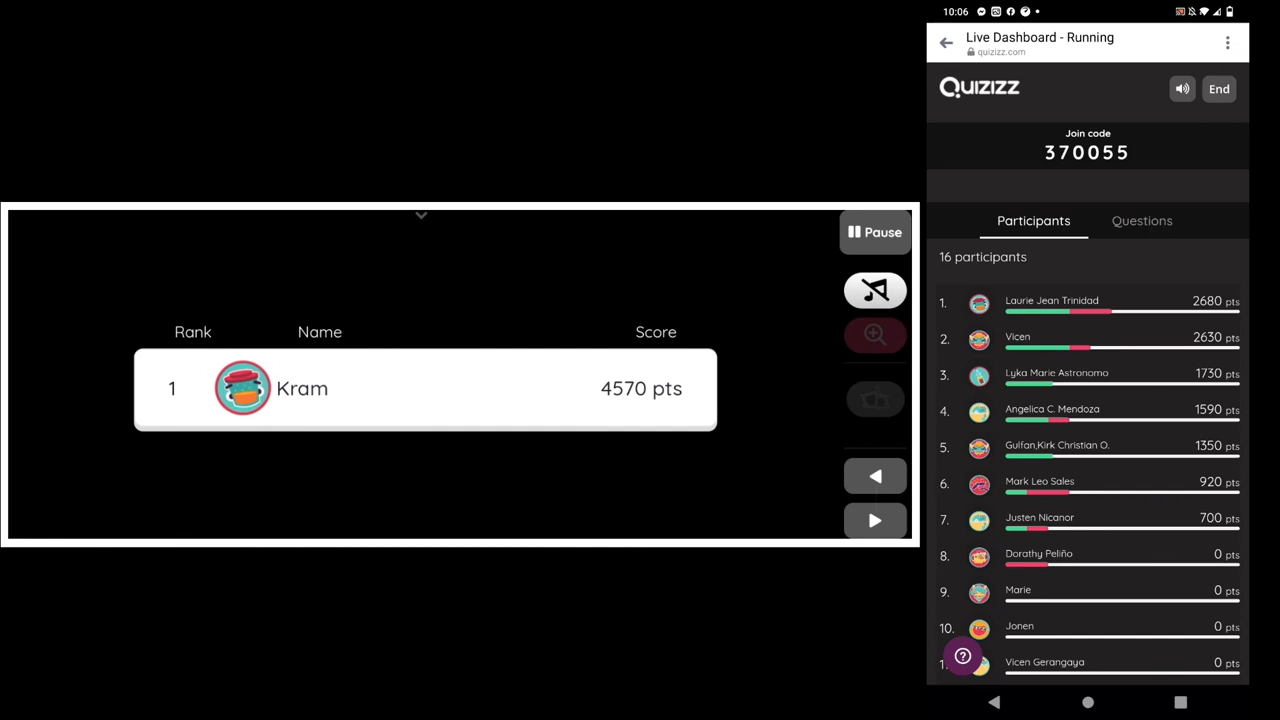 Pause
Rank Name Score
1 Kram 4570 pts
10:06
Live Dashboard - Running
quizizz.com
QUIZIZZ
End
Join code
370055
Participants Questions
16 participants
1. Laurie Jean Trinidad 2680 pts
2. Vicen 2630 pts
3. Lyka Marie Astronomo 1730 pts
4. Angelica C. Mendoza 1590 pts
5. Gulfan,Kirk Christian O. 1350 pts
6. Mark Leo Sales 920 pts
7. Justen Nicanor 700 pts
8. Dorathy Peliño 0 pts
9. Marie 0 pts
10. Jonen 0 pts
Vicen Gerangaya 0 pts